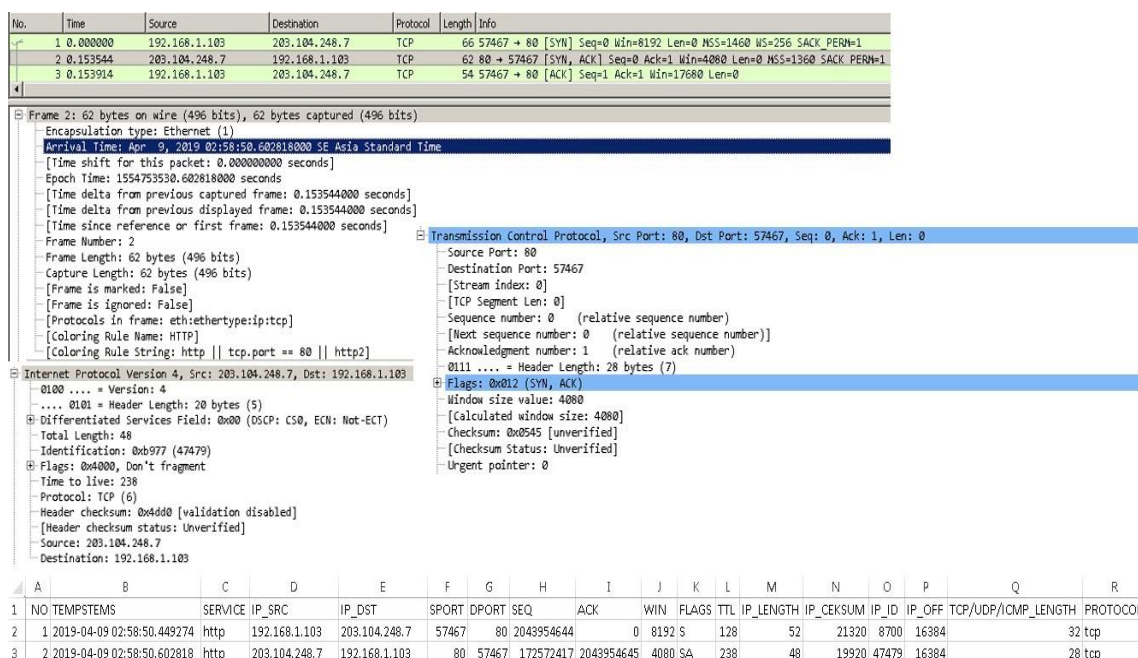 No. Time Source Destination Protocol Length Info
1 0.000000 192.168.1.103 203.104.248.7 TCP 66 57467 → 80 [SYN] Seq=0 Win=8192 Len=0 MSS=1460 WS=256 SACK_PERM=1
2 0.153544 203.104.248.7 192.168.1.103 TCP 62 80 → 57467 [SYN, ACK] Seq=0 Ack=1 Win=4080 Len=0 MSS=1360 SACK_PERM=1
3 0.153914 192.168.1.103 203.104.248.7 TCP 54 57467 → 80 [ACK] Seq=1 Ack=1 Win=17680 Len=0
Frame 2: 62 bytes on wire (496 bits), 62 bytes captured (496 bits)
Encapsulation type: Ethernet (1)
Arrival Time: Apr 9, 2019 02:58:50.602818000 SE Asia Standard Time
[Time shift for this packet: 0.000000000 seconds]
Epoch Time: 1554753530.602818000 seconds
[Time delta from previous captured frame: 0.153544000 seconds]
[Time delta from previous displayed frame: 0.153544000 seconds]
[Time since reference or first frame: 0.153544000 seconds]
Frame Number: 2
Frame Length: 62 bytes (496 bits)
Capture Length: 62 bytes (496 bits)
[Frame is marked: False]
[Frame is ignored: False]
[Protocols in frame: eth:ethertype:ip:tcp]
[Coloring Rule Name: HTTP]
[Coloring Rule String: http || tcp.port == 80 || http2]
Transmission Control Protocol, Src Port: 80, Dst Port: 57467, Seq: 0, Ack: 1, Len: 0
Source Port: 80
Destination Port: 57467
[Stream index: 0]
[TCP Segment Len: 0]
Sequence number: 0 (relative sequence number)
[Next sequence number: 0 (relative sequence number)]
Acknowledgment number: 1 (relative ack number)
0111 .... = Header Length: 28 bytes (7)
Flags: 0x012 (SYN, ACK)
Window size value: 4080
[Calculated window size: 4080]
Checksum: 0x0545 [unverified]
[Checksum Status: Unverified]
Urgent pointer: 0
Internet Protocol Version 4, Src: 203.104.248.7, Dst: 192.168.1.103
0100 .... = Version: 4
.... 0101 = Header Length: 20 bytes (5)
Differentiated Services Field: 0x00 (DSCP: CS0, ECN: Not-ECT)
Total Length: 48
Identification: 0xb977 (47479)
Flags: 0x4000, Don't fragment
Time to live: 238
Protocol: TCP (6)
Header checksum: 0x4dd0 [validation disabled]
[Header checksum status: Unverified]
Source: 203.104.248.7
Destination: 192.168.1.103
A B C D E F G H I J K L M N O P Q R
1 NO TEMPSTEMS SERVICE IP_SRC IP_DST SPORT DPORT SEQ ACK WIN FLAGS TTL IP_LENGTH IP_CEKSUM IP_ID IP_OFF TCP/UDP/ICMP_LENGTH PROTOCOL
2 1 2019-04-09 02:58:50.449274 http 192.168.1.103 203.104.248.7 57467 80 2043954644 0 8192 S 128 52 21320 8700 16384 32 tcp
3 2 2019-04-09 02:58:50.602818 http 203.104.248.7 192.168.1.103 80 57467 172572417 2043954645 4080 SA 238 48 19920 47479 16384 28 tcp